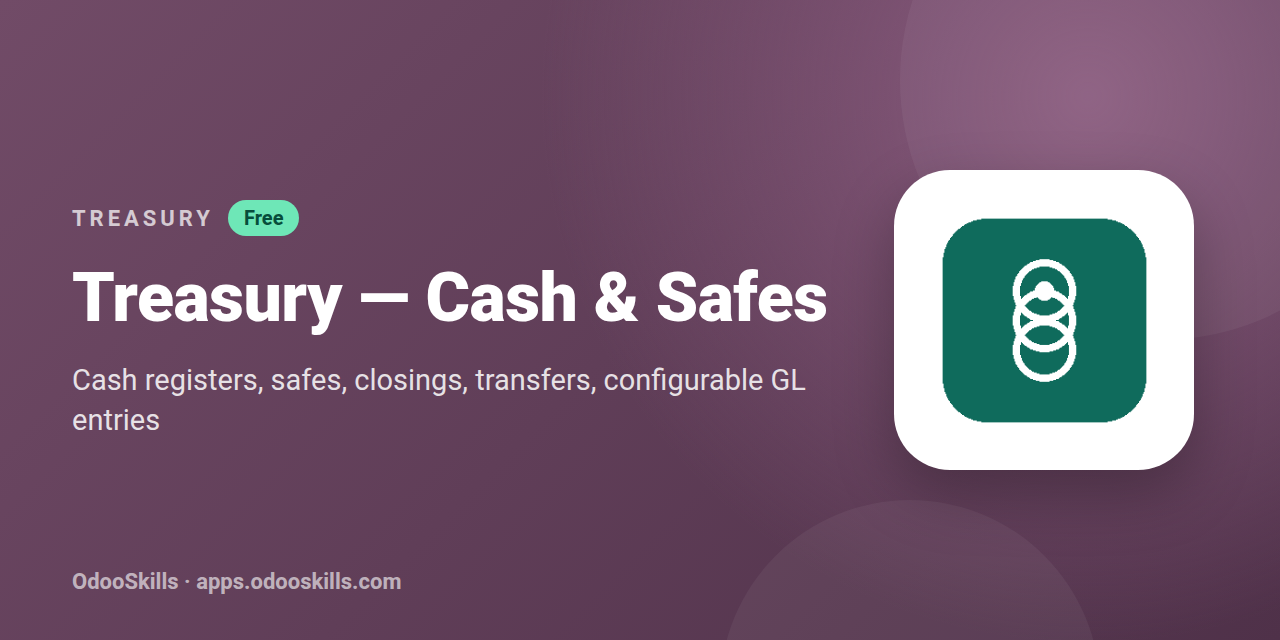 TREASURY Free
Treasury — Cash & Safes
Cash registers, safes, closings, transfers, configurable GL
entries
OdooSkills · apps.odooskills.com